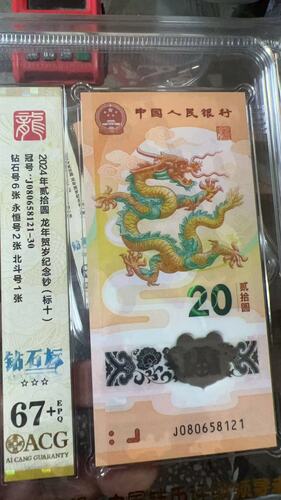 龍
2024年贰拾圆 龙年贺岁纪念钞（标十）
冠号：J080658121-30
钻石号6张 永恒号2张 北斗号1张
钻石标
☆☆☆
67+ EPQ
ACG
AI CANG GUARANTY
中国人民银行
20 贰拾圆
J080658121